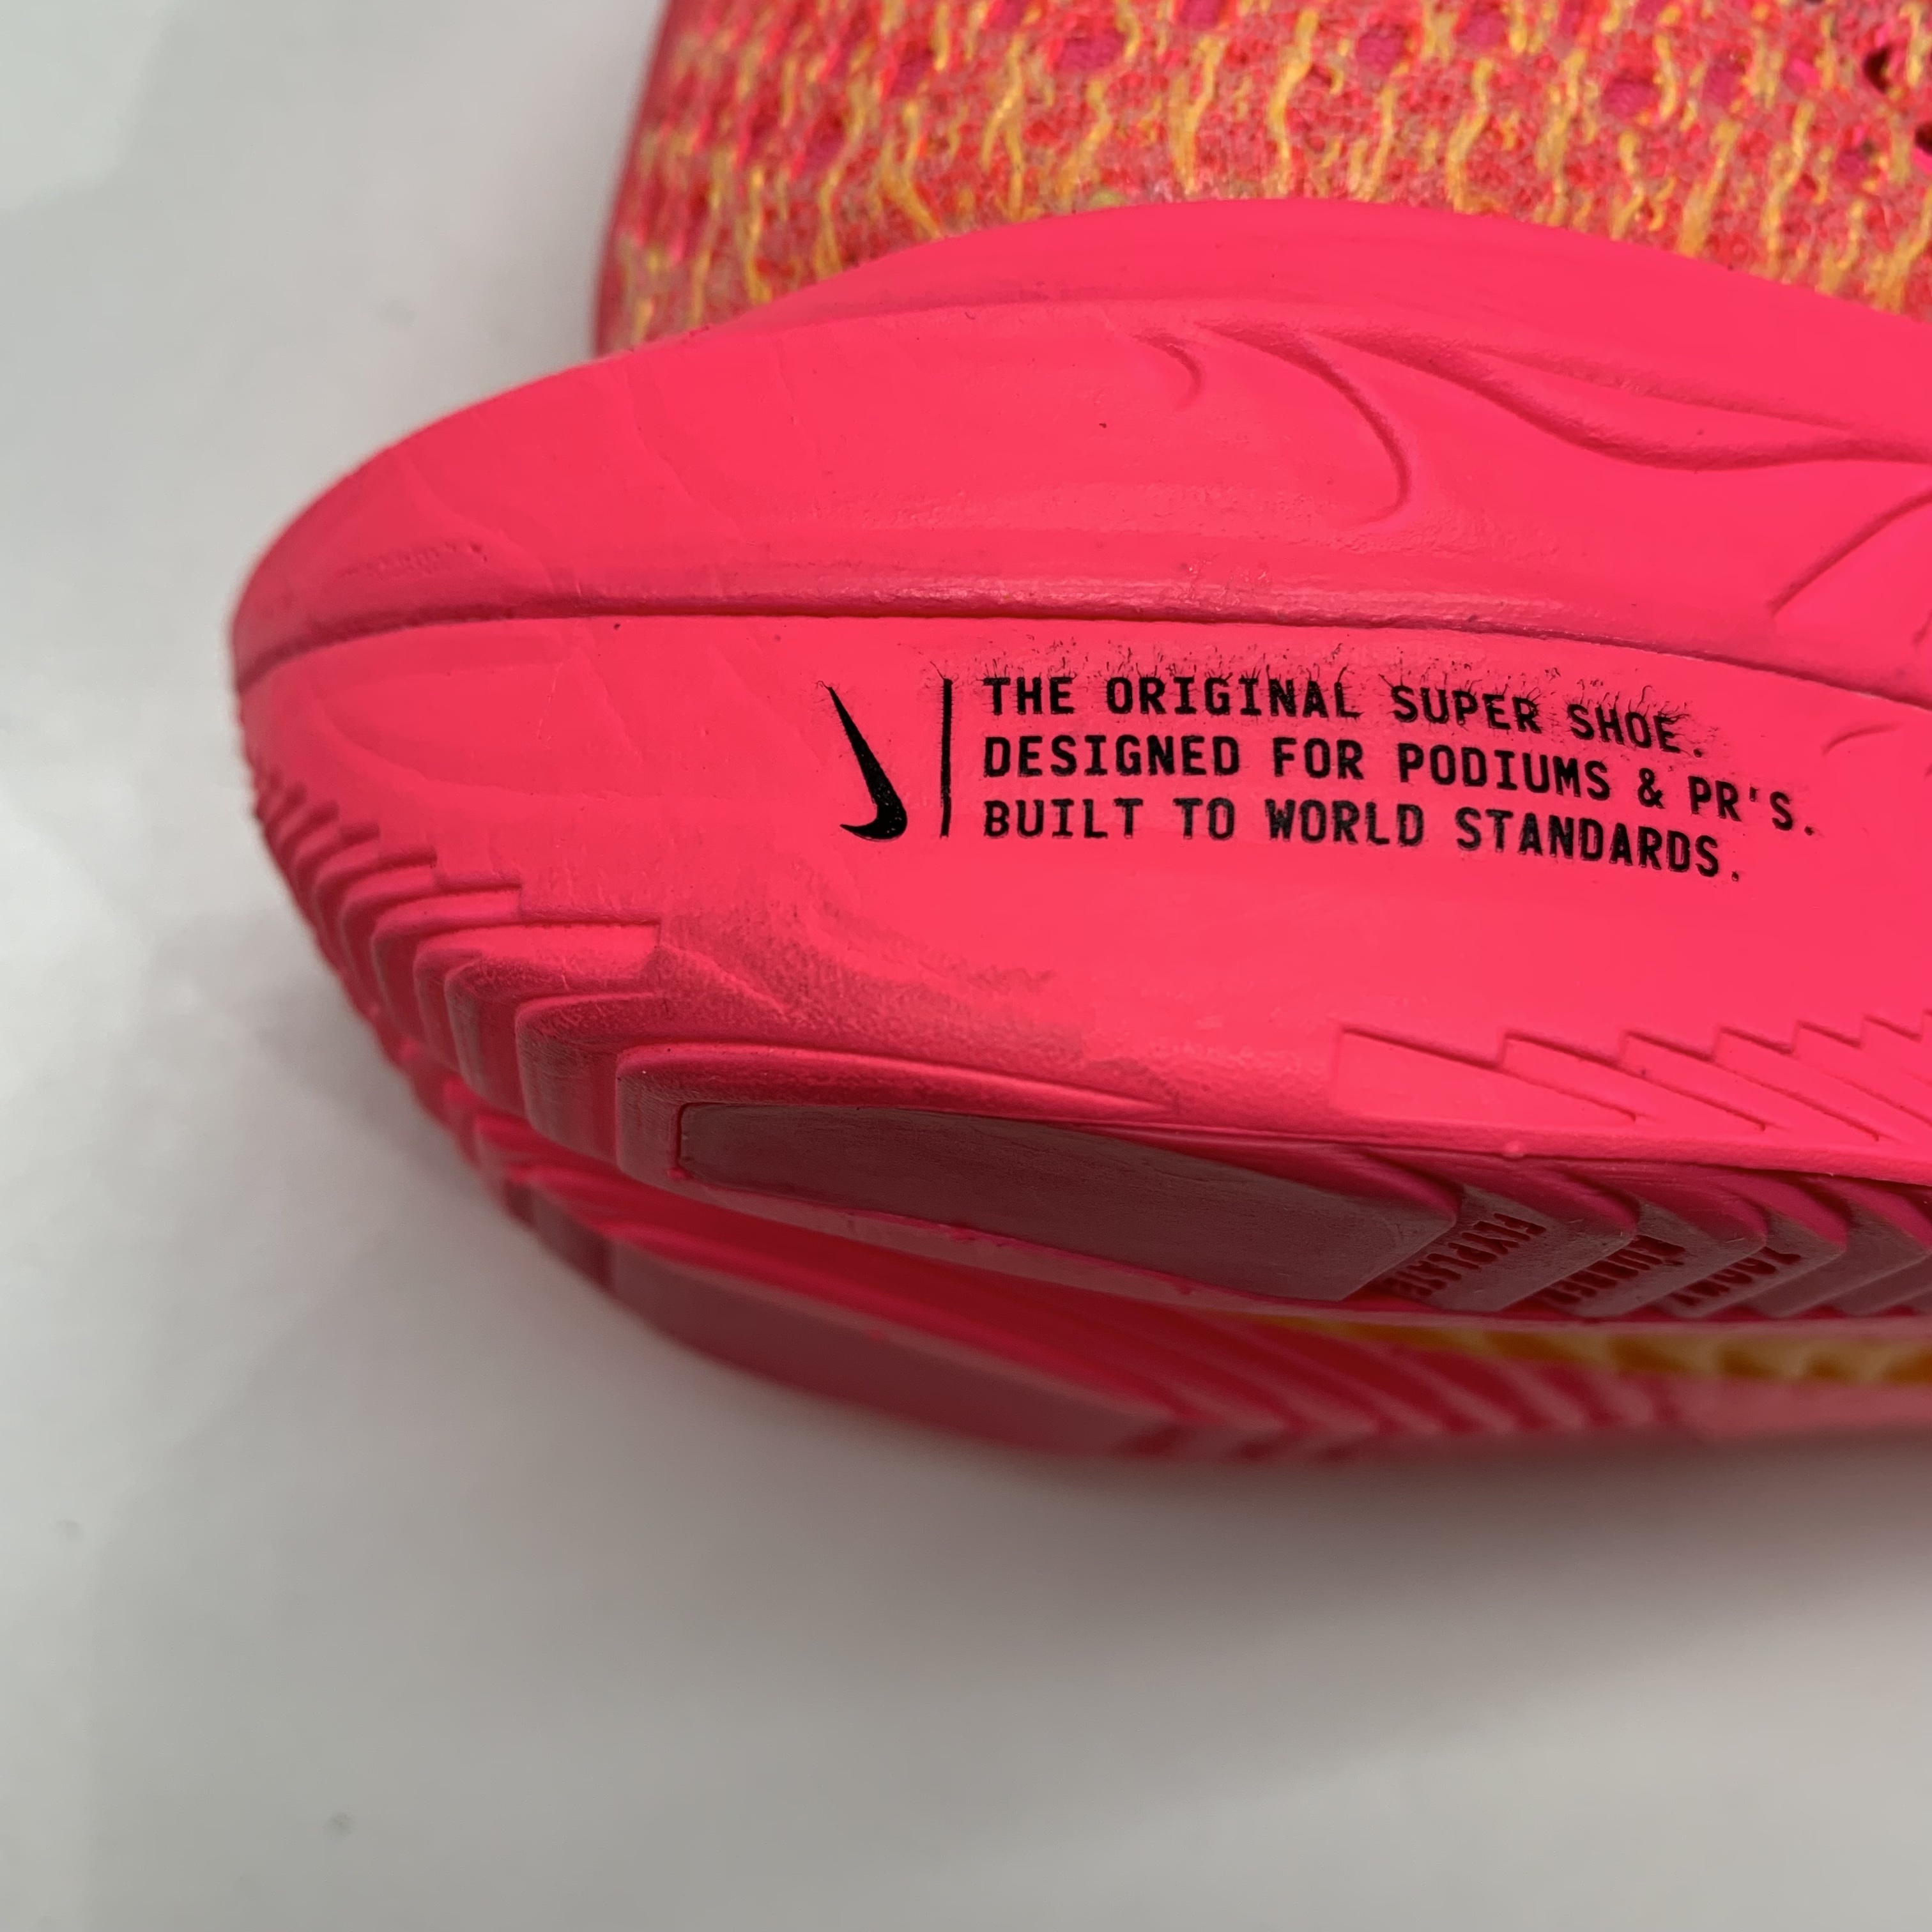 THE ORIGINAL SUPER SHOE.
DESIGNED FOR PODIUMS & PR'S.
BUILT TO WORLD STANDARDS.